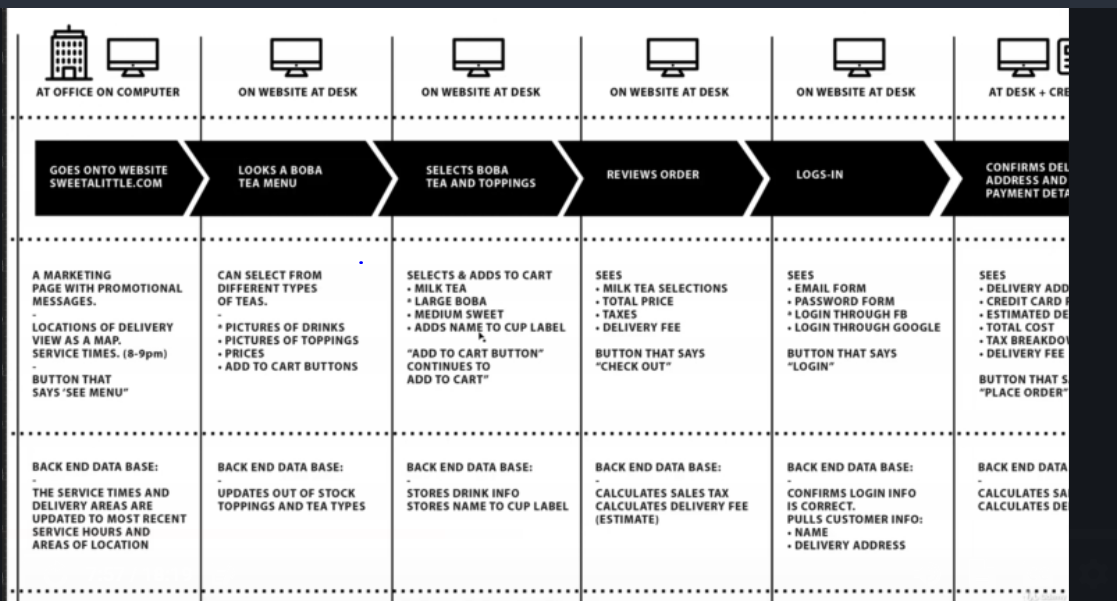 AT OFFICE ON COMPUTER
ON WEBSITE AT DESK
ON WEBSITE AT DESK
ON WEBSITE AT DESK
ON WEBSITE AT DESK
AT DESK + CRE
GOES ONTO WEBSITE
SWEETALITTLE.COM
LOOKS A BOBA
TEA MENU
SELECTS BOBA
TEA AND TOPPINGS
REVIEWS ORDER
LOGS-IN
CONFIRMS DEL
ADDRESS AND
PAYMENT DETA
A MARKETING
PAGE WITH PROMOTIONAL
MESSAGES.
-
LOCATIONS OF DELIVERY
VIEW AS A MAP.
SERVICE TIMES. (8-9pm)
-
BUTTON THAT
SAYS ‘SEE MENU”
CAN SELECT FROM
DIFFERENT TYPES
OF TEAS.
-
• PICTURES OF DRINKS
• PICTURES OF TOPPINGS
• PRICES
• ADD TO CART BUTTONS
SELECTS & ADDS TO CART
• MILK TEA
• LARGE BOBA
• MEDIUM SWEET
• ADDS NAME TO CUP LABEL
“ADD TO CART BUTTON”
CONTINUES TO
ADD TO CART”
SEES
• MILK TEA SELECTIONS
• TOTAL PRICE
• TAXES
• DELIVERY FEE
BUTTON THAT SAYS
“CHECK OUT”
SEES
• EMAIL FORM
• PASSWORD FORM
• LOGIN THROUGH FB
• LOGIN THROUGH GOOGLE
BUTTON THAT SAYS
“LOGIN”
SEES
• DELIVERY ADD
• CREDIT CARD
• ESTIMATED DE
• TOTAL COST
• TAX BREAKDO
• DELIVERY FEE
BUTTON THAT S
“PLACE ORDER”
BACK END DATA BASE:
-
THE SERVICE TIMES AND
DELIVERY AREAS ARE
UPDATED TO MOST RECENT
SERVICE HOURS AND
AREAS OF LOCATION
BACK END DATA BASE:
-
UPDATES OUT OF STOCK
TOPPINGS AND TEA TYPES
BACK END DATA BASE:
-
STORES DRINK INFO
STORES NAME TO CUP LABEL
BACK END DATA BASE:
-
CALCULATES SALES TAX
CALCULATES DELIVERY FEE
(ESTIMATE)
BACK END DATA BASE:
-
CONFIRMS LOGIN INFO
IS CORRECT.
PULLS CUSTOMER INFO:
• NAME
• DELIVERY ADDRESS
BACK END DATA
-
CALCULATES SA
CALCULATES DE